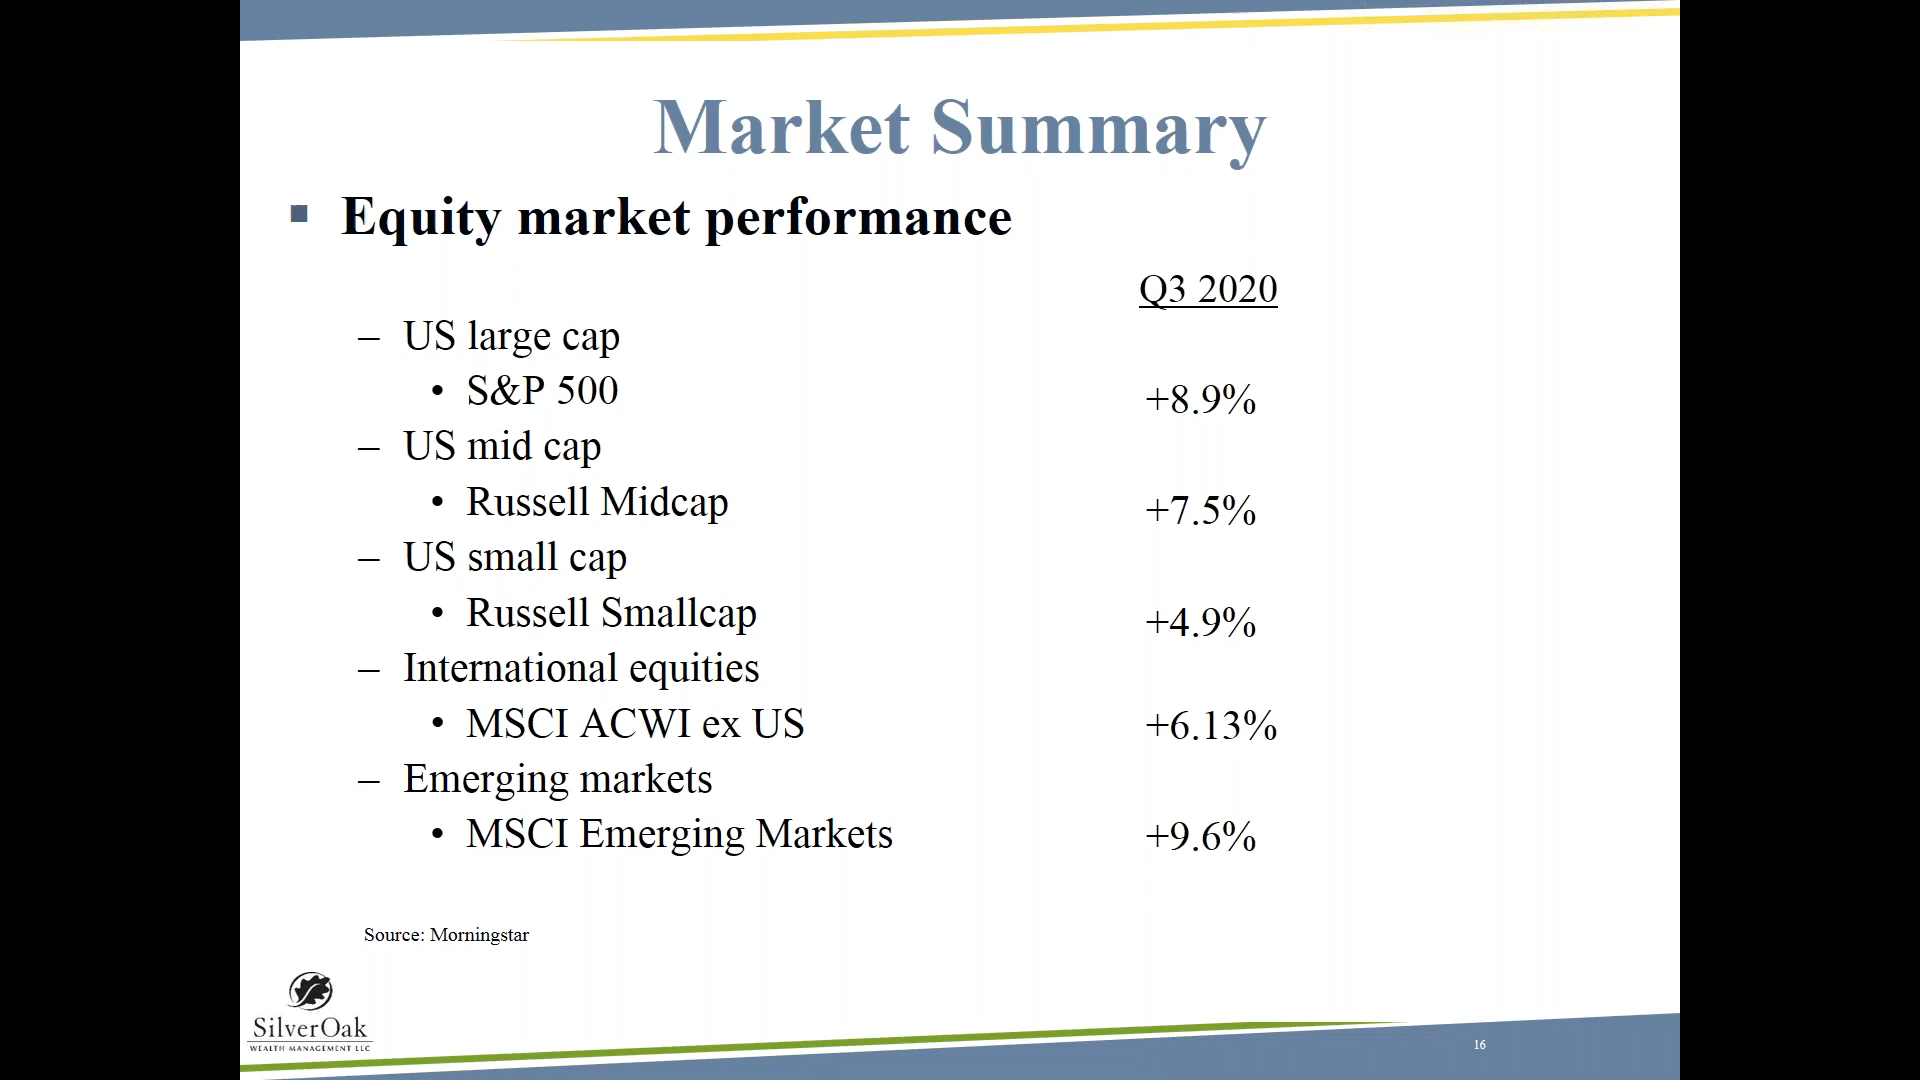 Market Summary
▪ Equity market performance
Q3 2020
– US large cap
• S&P 500 +8.9%
– US mid cap
• Russell Midcap +7.5%
– US small cap
• Russell Smallcap +4.9%
– International equities
• MSCI ACWI ex US +6.13%
– Emerging markets
• MSCI Emerging Markets +9.6%
Source: Morningstar
SilverOak
WEALTH MANAGEMENT LLC
16